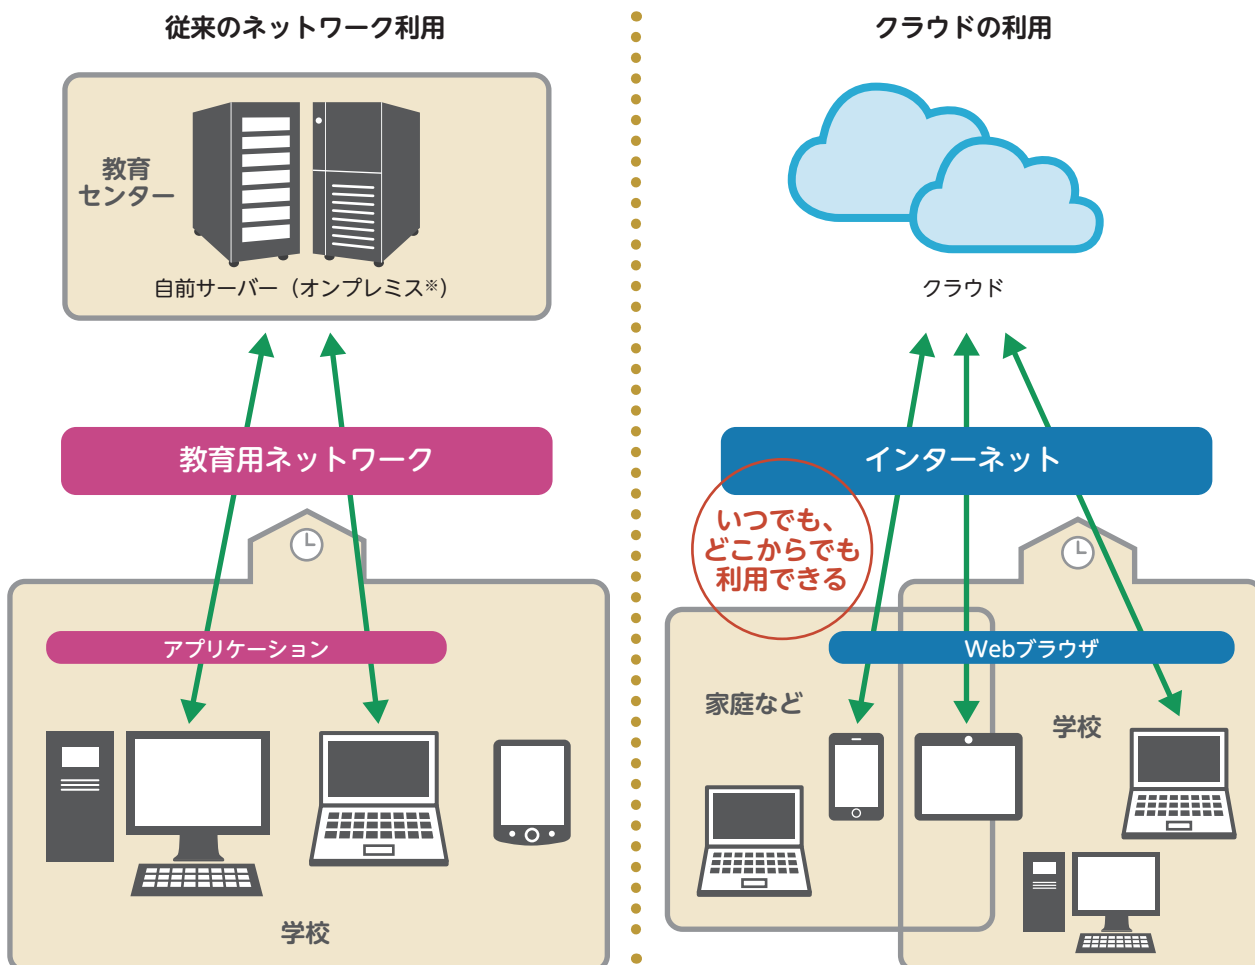 従来のネットワーク利用
教育
センター
自前サーバー（オンプレミス※）
教育用ネットワーク
アプリケーション
学校
クラウドの利用
クラウド
インターネット
いつでも、
どこからでも
利用できる
Webブラウザ
家庭など
学校